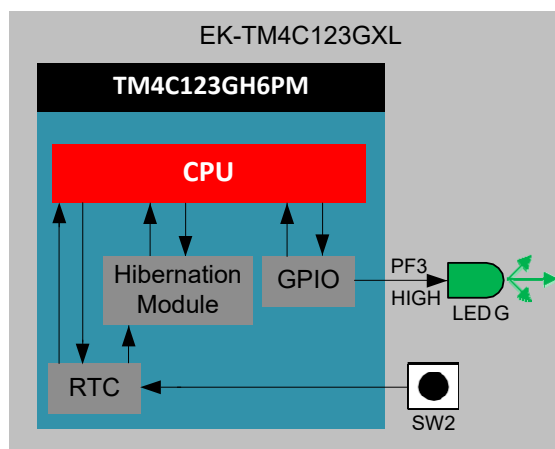 EK-TM4C123GXL
TM4C123GH6PM
CPU
Hibernation
Module
GPIO
PF3
HIGH
LED G
RTC
SW2